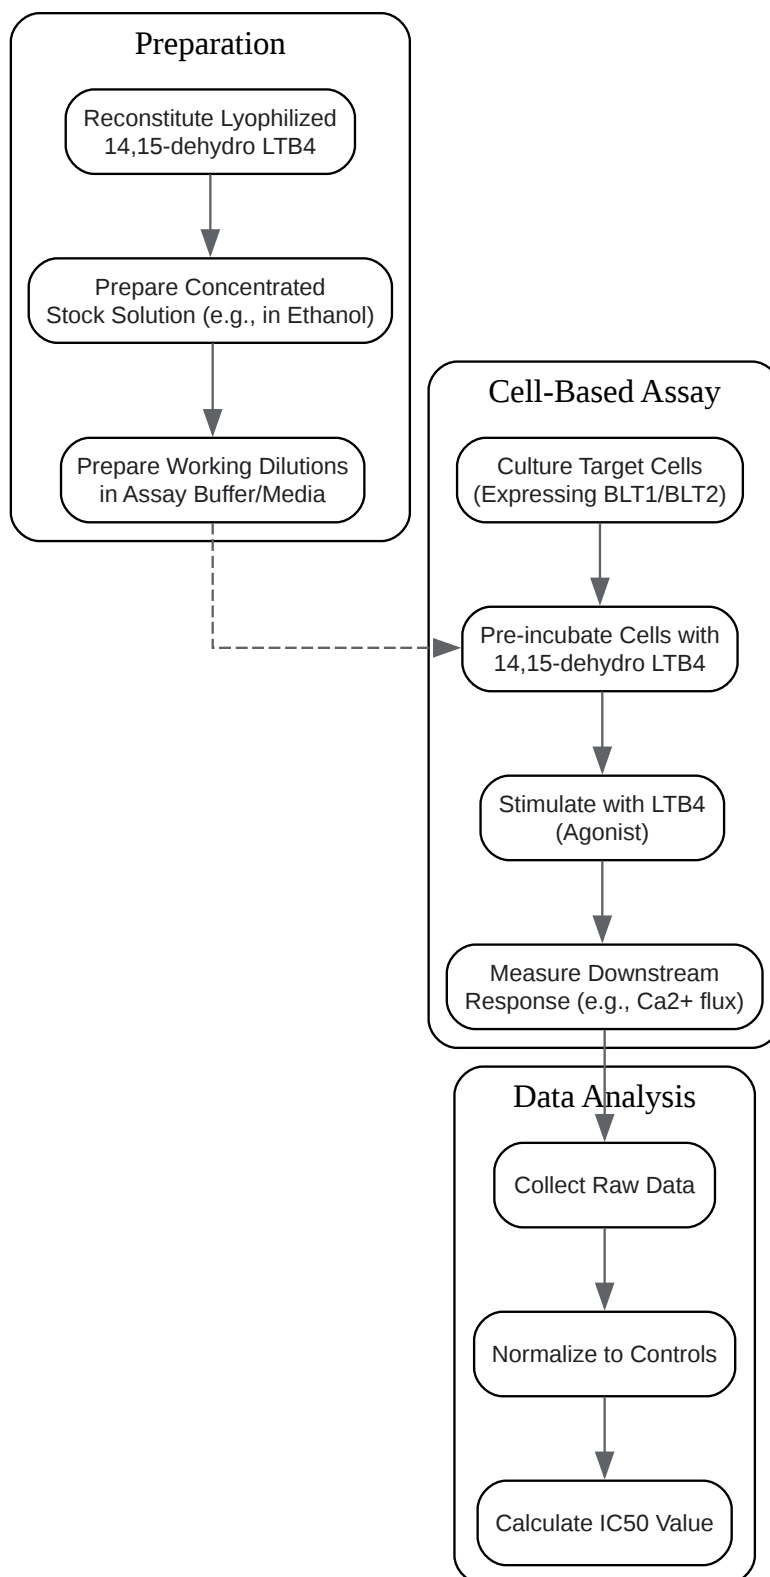 Preparation
Reconstitute Lyophilized
14,15-dehydro LTB4
Prepare Concentrated
Stock Solution (e.g., in Ethanol)
Prepare Working Dilutions
in Assay Buffer/Media
Cell-Based Assay
Culture Target Cells
(Expressing BLT1/BLT2)
Pre-incubate Cells with
14,15-dehydro LTB4
Stimulate with LTB4
(Agonist)
Measure Downstream
Response (e.g., Ca2+ flux)
Data Analysis
Collect Raw Data
Normalize to Controls
Calculate IC50 Value